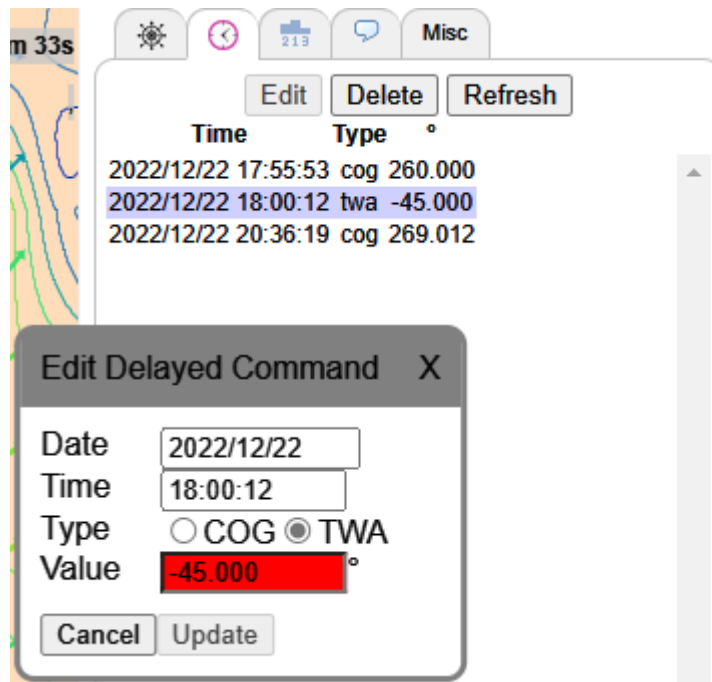 m 33s
213
Misc
Edit Delete Refresh
Time Type °
2022/12/22 17:55:53 cog 260.000
2022/12/22 18:00:12 twa -45.000
2022/12/22 20:36:19 cog 269.012
Edit Delayed Command X
Date 2022/12/22
Time 18:00:12
Type COG TWA
Value -45.000 °
Cancel Update